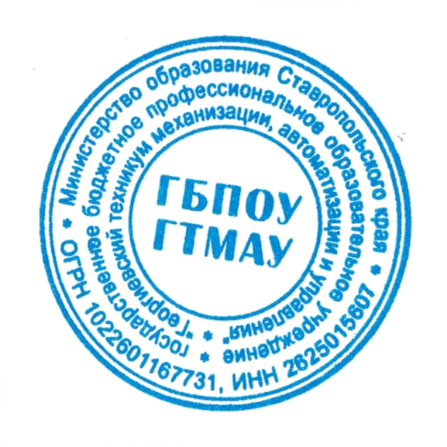 * Министерство образования Ставропольского края *
ОГРН 1022601167731, ИНН 2625015607
государственное бюджетное профессиональное образовательное учреждение *
"Георгиевский техникум механизации, автоматизации и управления" *
ГБПОУ
ГТМАУ